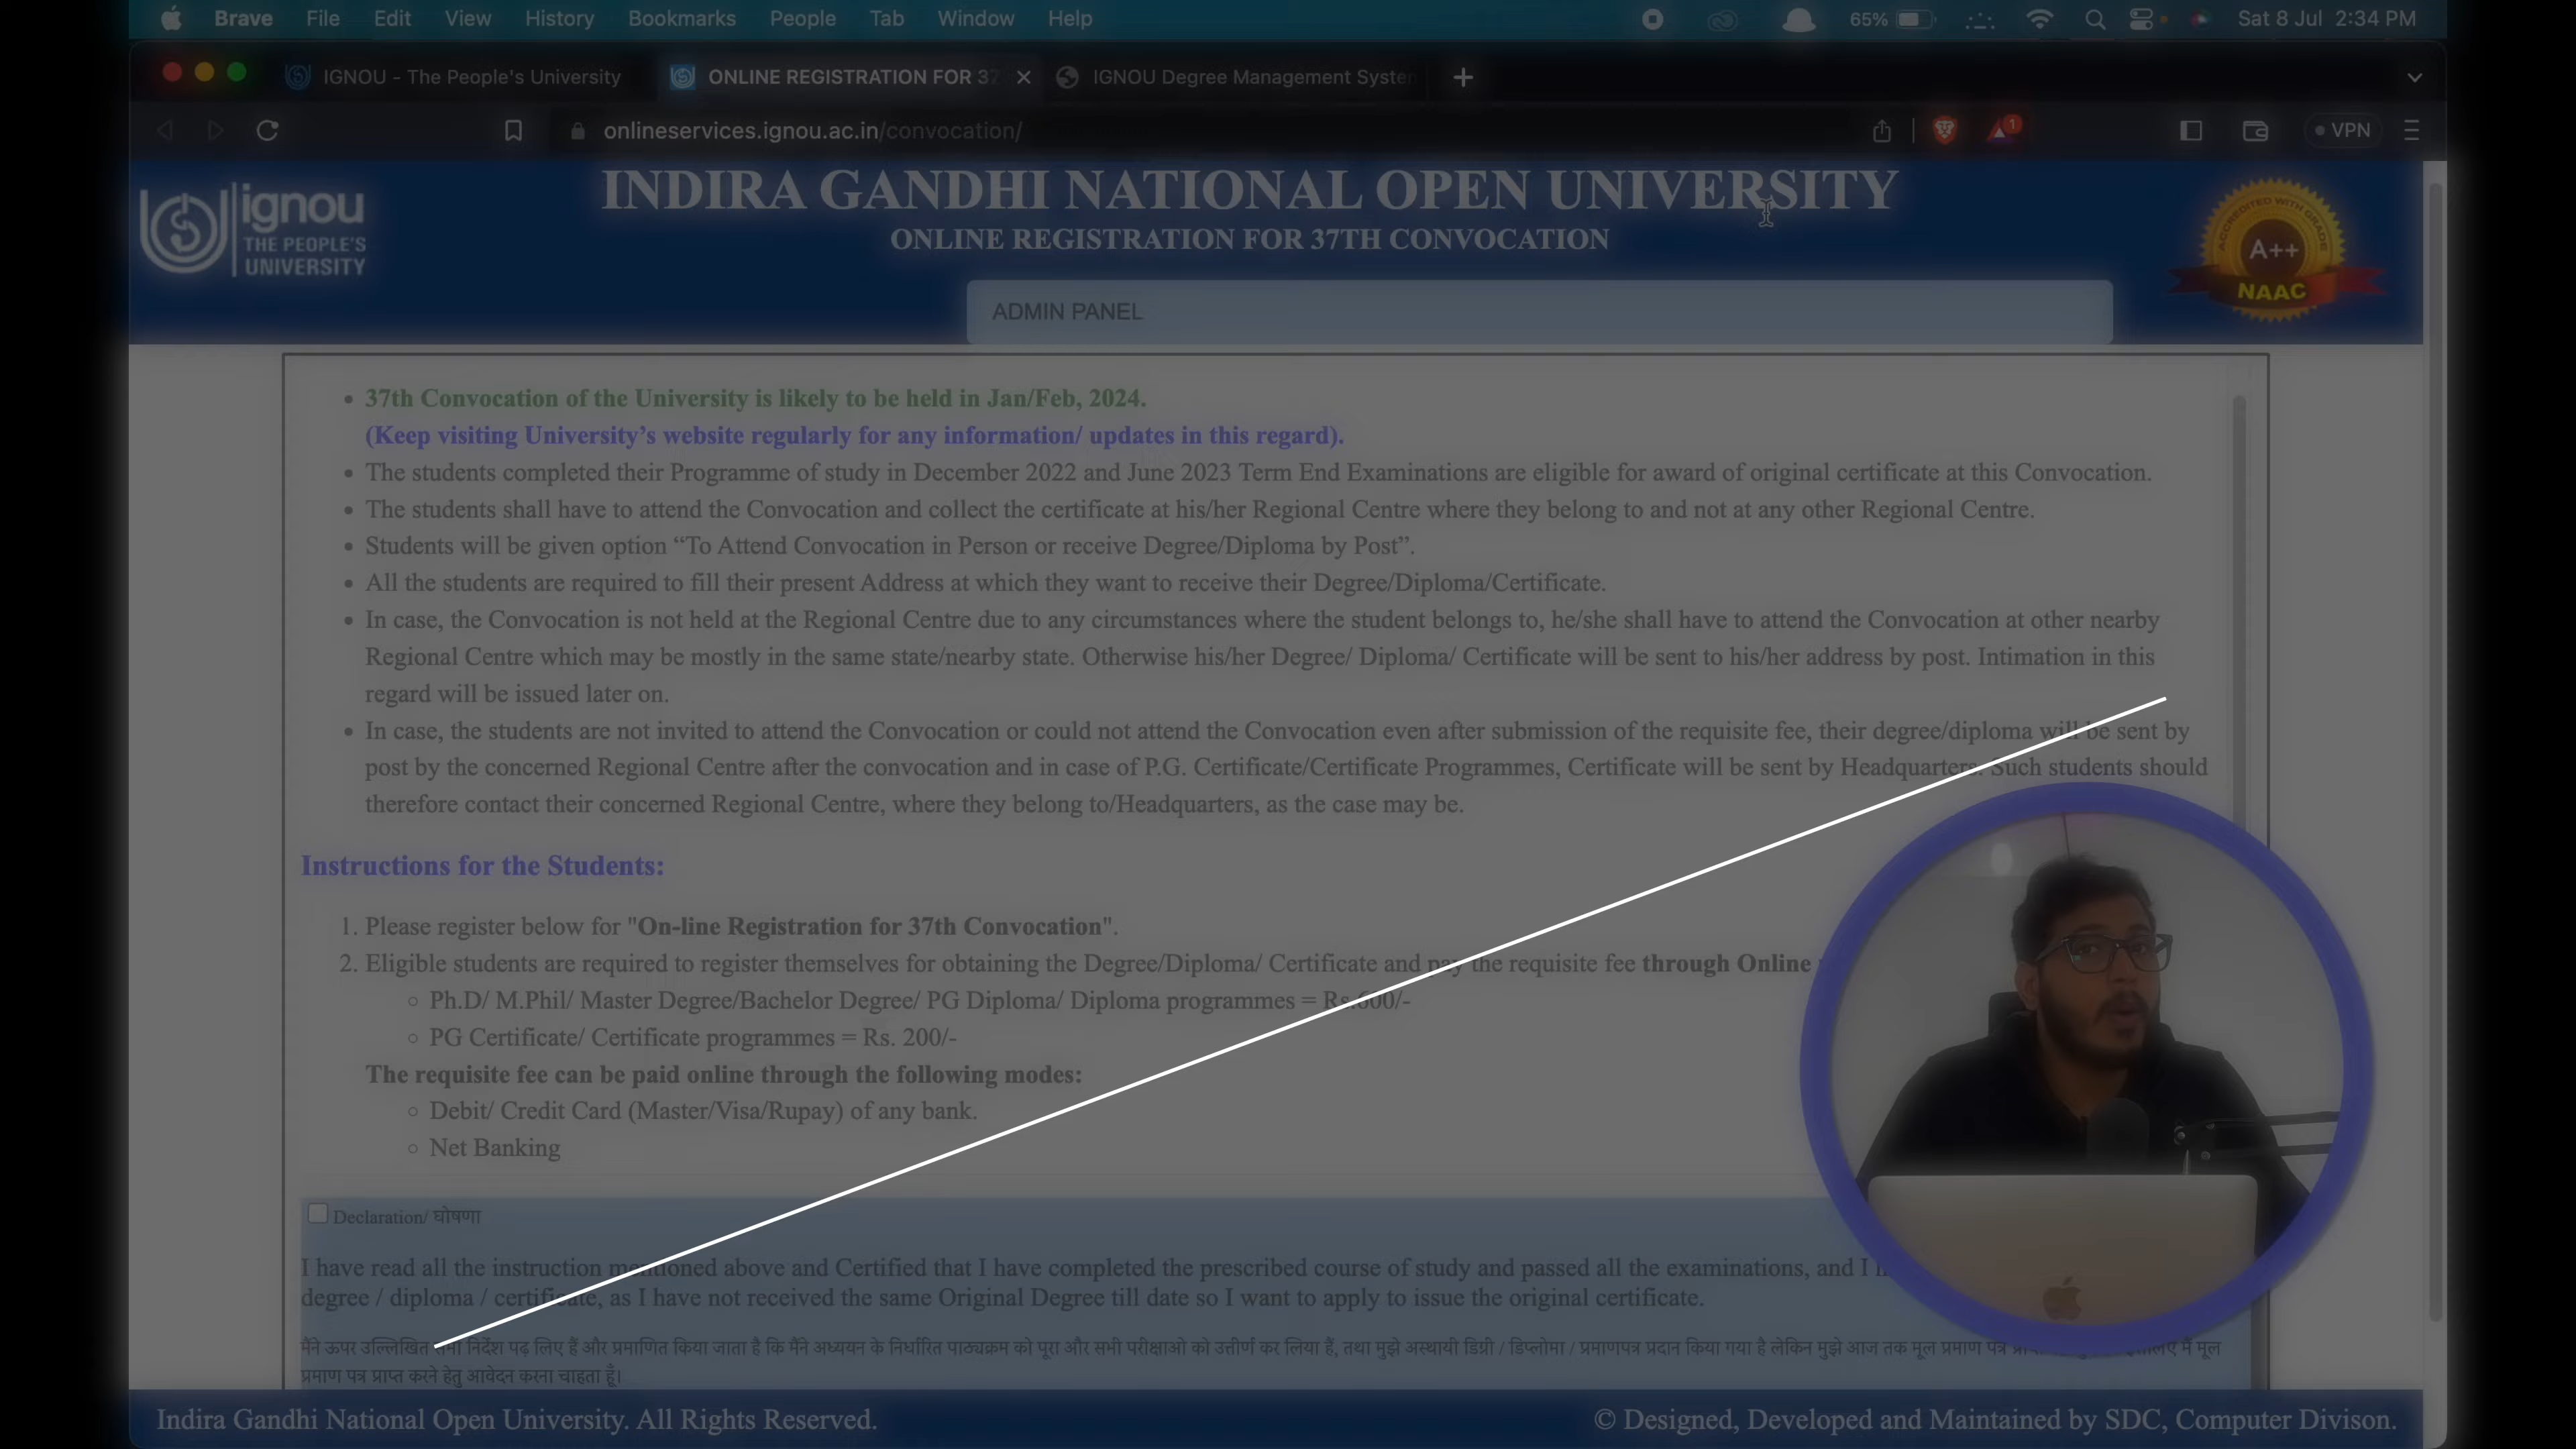 Brave File Edit View History Bookmarks People Tab Window Help 65% Sat 8 Jul 2:34 PM
IGNOU - The People's University ONLINE REGISTRATION FOR 37 IGNOU Degree Management System
onlineservices.ignou.ac.in/convocation/ 1 VPN
ignou
THE PEOPLE'S
UNIVERSITY
INDIRA GANDHI NATIONAL OPEN UNIVERSITY
ONLINE REGISTRATION FOR 37TH CONVOCATION
ADMIN PANEL
ACCREDITED WITH GRADE
A++
NAAC
• 37th Convocation of the University is likely to be held in Jan/Feb, 2024.
(Keep visiting University's website regularly for any information/ updates in this regard).
• The students completed their Programme of study in December 2022 and June 2023 Term End Examinations are eligible for award of original certificate at this Convocation.
• The students shall have to attend the Convocation and collect the certificate at his/her Regional Centre where they belong to and not at any other Regional Centre.
• Students will be given option “To Attend Convocation in Person or receive Degree/Diploma by Post”.
• All the students are required to fill their present Address at which they want to receive their Degree/Diploma/Certificate.
• In case, the Convocation is not held at the Regional Centre due to any circumstances where the student belongs to, he/she shall have to attend the Convocation at other nearby
Regional Centre which may be mostly in the same state/nearby state. Otherwise his/her Degree/ Diploma/ Certificate will be sent to his/her address by post. Intimation in this
regard will be issued later on.
• In case, the students are not invited to attend the Convocation or could not attend the Convocation even after submission of the requisite fee, their degree/diploma will be sent by
post by the concerned Regional Centre after the convocation and in case of P.G. Certificate/Certificate Programmes, Certificate will be sent by Headquarters. Such students should
therefore contact their concerned Regional Centre, where they belong to/Headquarters, as the case may be.
Instructions for the Students:
1. Please register below for "On-line Registration for 37th Convocation".
2. Eligible students are required to register themselves for obtaining the Degree/Diploma/ Certificate and pay the requisite fee through Online
Ph.D/ M.Phil/ Master Degree/Bachelor Degree/ PG Diploma/ Diploma programmes = Rs.600/-
PG Certificate/ Certificate programmes = Rs. 200/-
The requisite fee can be paid online through the following modes:
Debit/ Credit Card (Master/Visa/Rupay) of any bank.
Net Banking
Declaration/ घोषणा
I have read all the instruction mentioned above and Certified that I have completed the prescribed course of study and passed all the examinations, and I
degree / diploma / certificate, as I have not received the same Original Degree till date so I want to apply to issue the original certificate.
मैंने ऊपर उल्लिखित सभी निर्देश पढ़ लिए हैं और प्रमाणित किया जाता है कि मैंने अध्ययन के निर्धारित पाठ्यक्रम को पूरा और सभी परीक्षाओ को उत्तीर्ण कर लिया हैं, तथा मुझे अस्थायी डिग्री / डिप्लोमा / प्रमाणपत्र प्रदान किया गया है लेकिन मुझे आज तक मूल प्रमाण पत्र मैं मूल
प्रमाण पत्र प्राप्त करने हेतु आवेदन करना चाहता हूँ।
Indira Gandhi National Open University. All Rights Reserved. © Designed, Developed and Maintained by SDC, Computer Divison.